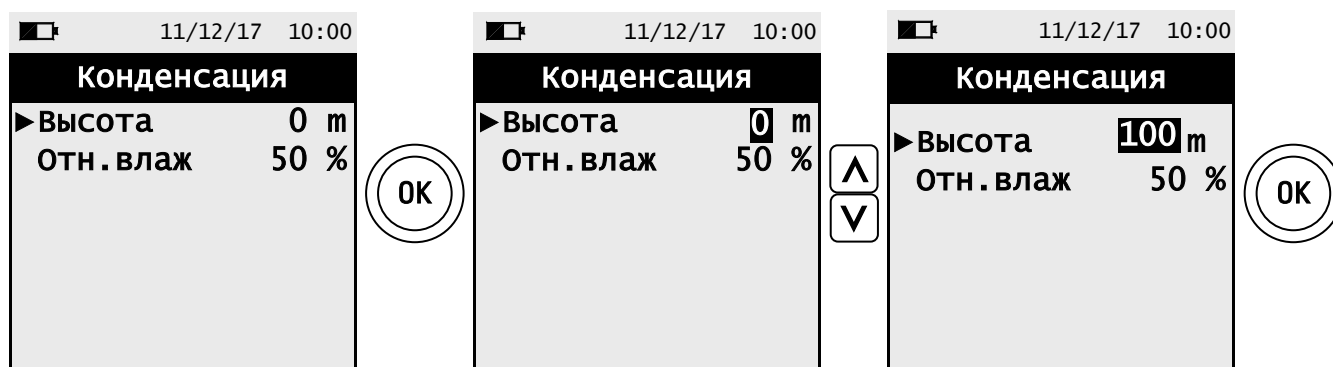 11/12/17 10:00
Конденсация
►Высота 0 m
Отн.влаж 50 %
OK
11/12/17 10:00
Конденсация
►Высота 0 m
Отн.влаж 50 %
11/12/17 10:00
Конденсация
►Высота 100 m
Отн.влаж 50 %
OK